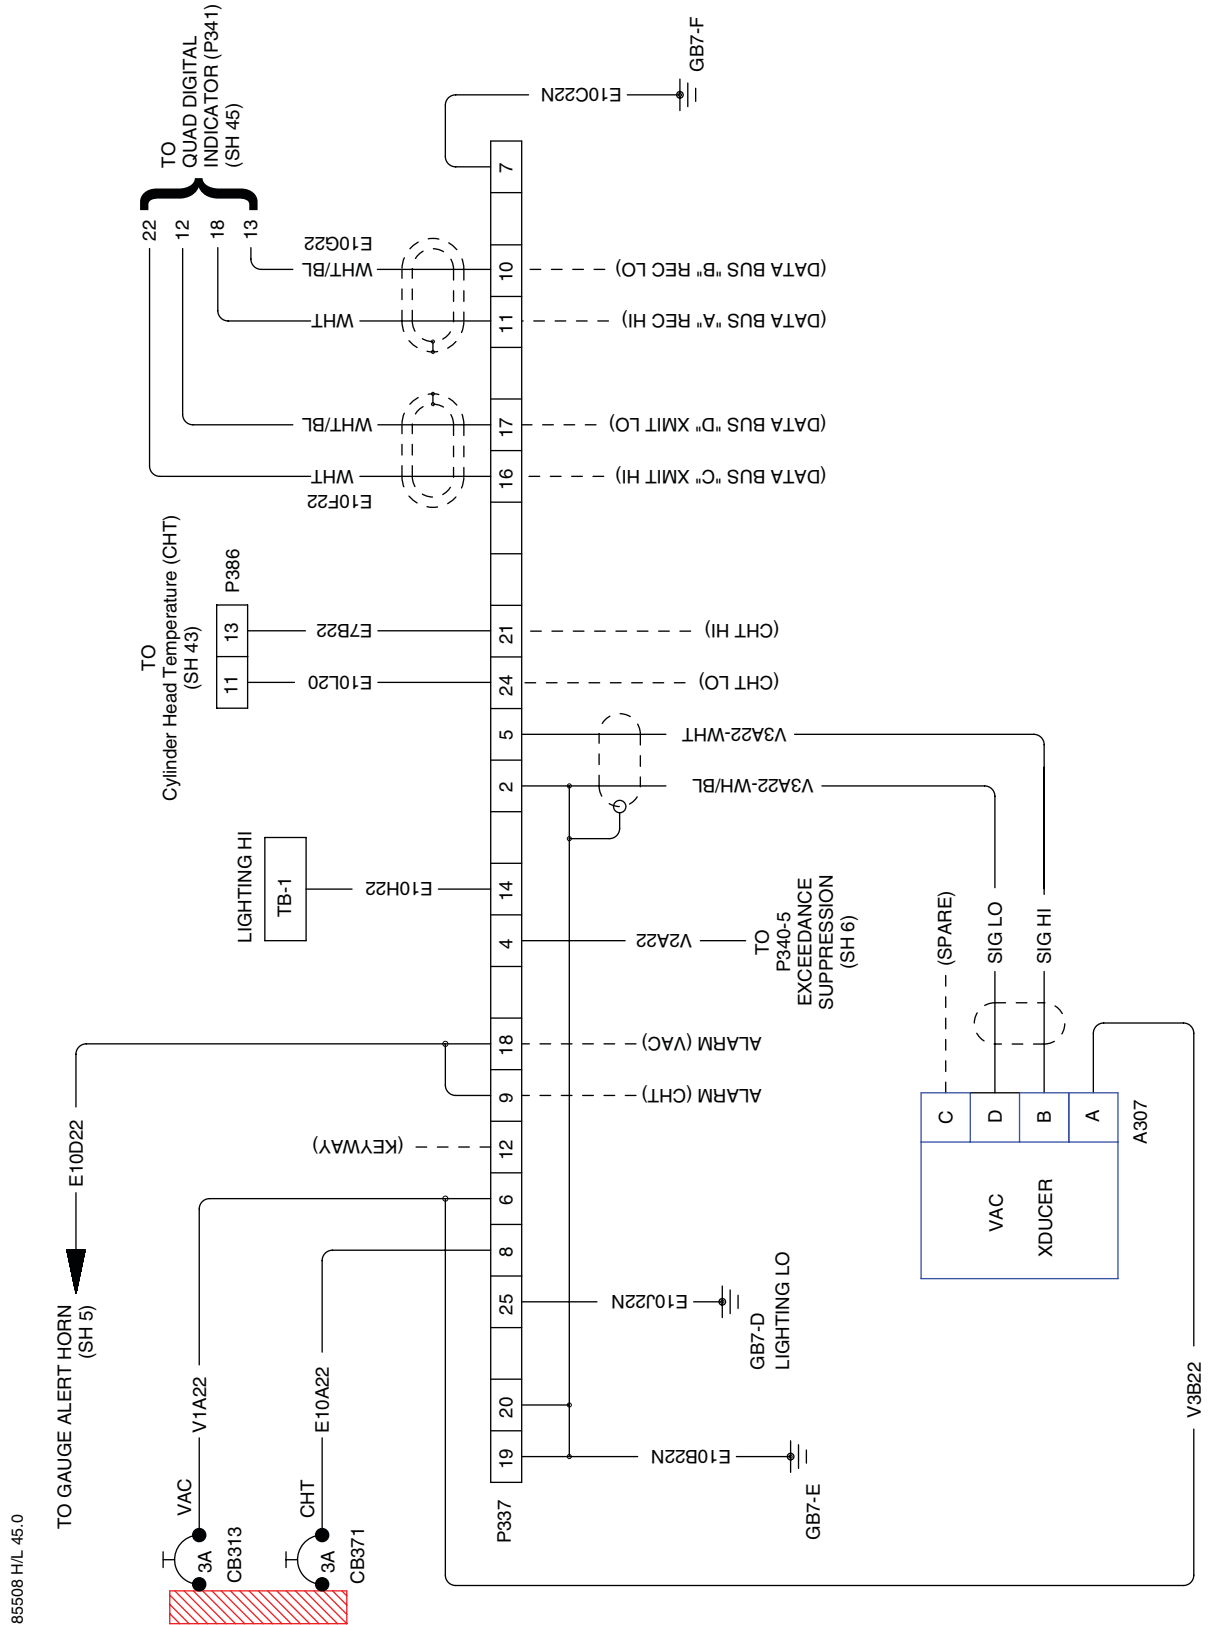 85508 H/L 45.0
TO GAUGE ALERT HORN
(SH 5)
E10D22
VAC
3A
CB313
V1A22
CHT
3A
CB371
E10A22
LIGHTING HI
TB-1
E10H22
TO
Cylinder Head Temperature (CHT)
(SH 43)
11
13
P386
E10L20
E7B22
TO
QUAD DIGITAL
INDICATOR (P341)
(SH 45)
22
12
18
13
E10F22
WHT
WHT/BL
WHT
WHT/BL
E10G22
(KEYWAY)
P337
19
20
25
8
6
12
9
18
4
14
2
5
24
21
16
17
11
10
7
E10C22N
GB7-F
ALARM (CHT)
ALARM (VAC)
(CHT LO)
(CHT HI)
(DATA BUS "C" XMIT HI)
(DATA BUS "D" XMIT LO)
(DATA BUS "A" REC HI)
(DATA BUS "B" REC LO)
E10B22N
GB7-E
E10J22N
GB7-D
LIGHTING LO
V2A22
TO
P340-5
EXCEEDANCE
SUPPRESSION
(SH 6)
V3A22-WH/BL
V3A22-WHT
(SPARE)
SIG LO
SIG HI
C
D
B
A
VAC
XDUCER
A307
V3B22